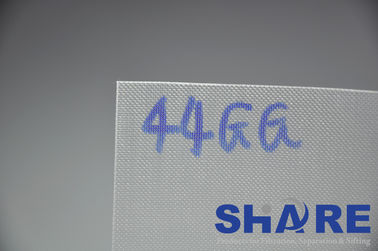 44GG
SHARE
Products for Filtration, Separation & Sifting